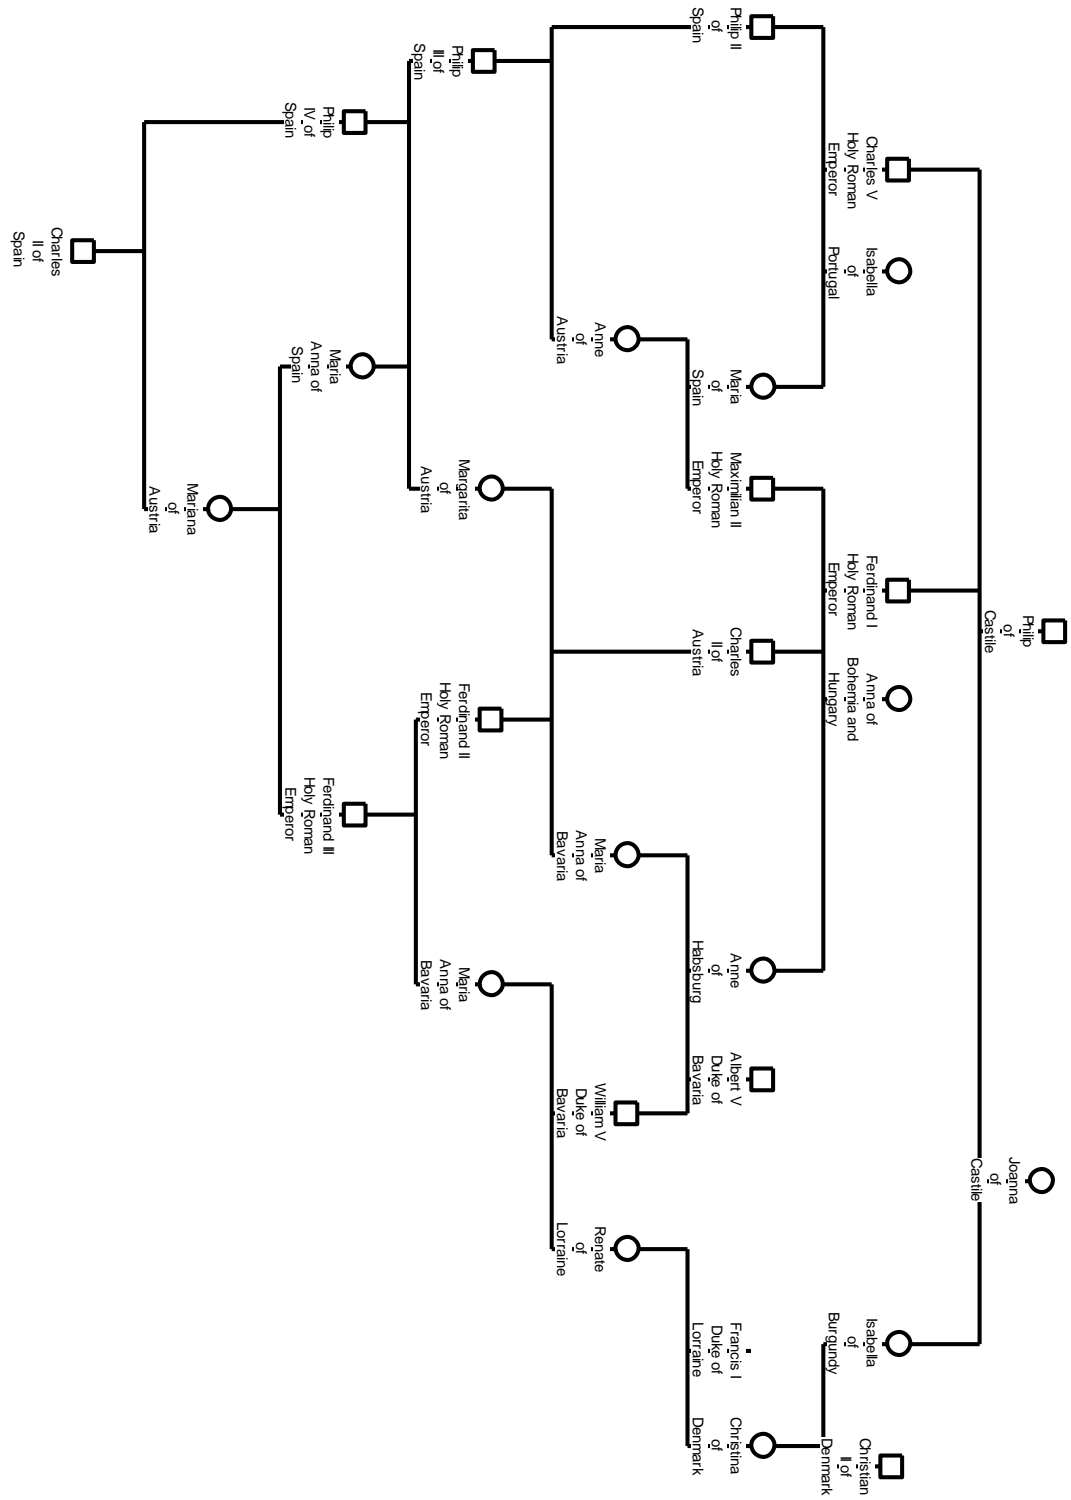 Philip
of
Castile
Joanna
of
Castile
Charles V
Holy Roman
Emperor
Isabella
of
Portugal
Ferdinand I
Holy Roman
Emperor
Anna of
Bohemia and
Hungary
Isabella
of
Burgundy
Christian
II of
Denmark
Philip II
of
Spain
Maria
of
Spain
Maximilian II
Holy Roman
Emperor
Charles
II of
Austria
Anne
of
Habsburg
Albert V
Duke of
Bavaria
Francis I
Duke of
Lorraine
Christina
of
Denmark
Anne
of
Austria
Maria
Anna of
Bavaria
William V
Duke of
Bavaria
Renate
of
Lorraine
Philip
III of
Spain
Margarita
of
Austria
Ferdinand II
Holy Roman
Emperor
Maria
Anna of
Bavaria
Philip
IV of
Spain
Maria
Anna of
Spain
Ferdinand III
Holy Roman
Emperor
Mariana
of
Austria
Charles
II of
Spain